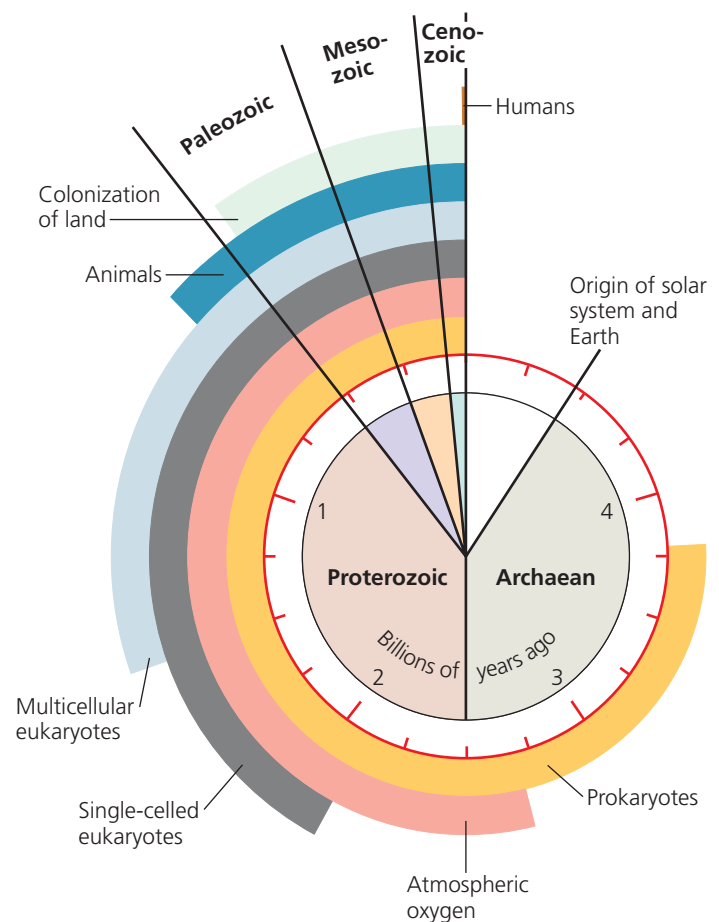 Ceno-
zoic
Meso-
zoic
Paleozoic
Humans
Colonization
of land
Animals
Origin of solar
system and
Earth
1
4
Proterozoic
Archaean
Billions of
years ago
2
3
Multicellular
eukaryotes
Single-celled
eukaryotes
Prokaryotes
Atmospheric
oxygen